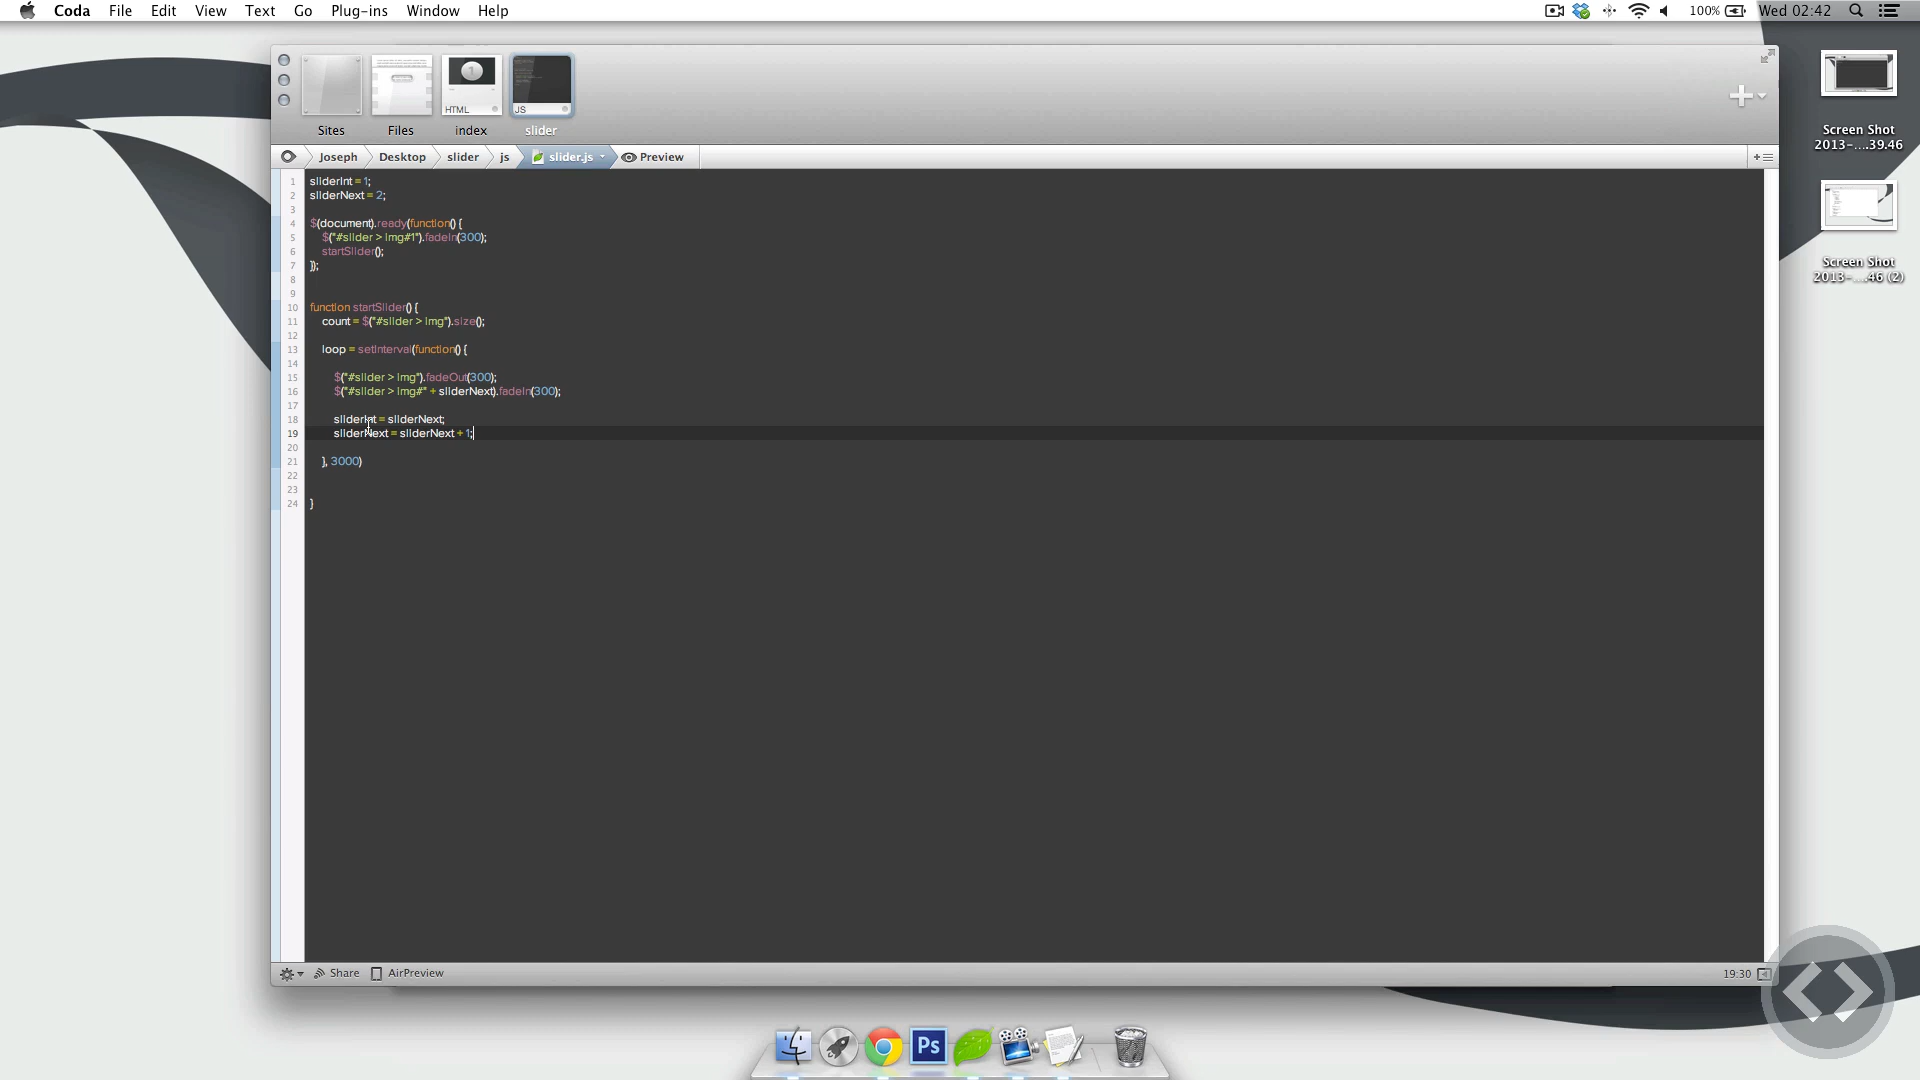 Coda File Edit View Text Go Plug-ins Window Help 100% Wed 02:42
HTML JS
Sites Files index slider
Joseph Desktop slider js slider.js Preview
1 sliderInt = 1;
2 sliderNext = 2;
3
4 $(document).ready(function() {
5 $("#slider > img#1").fadeIn(300);
6 startSlider();
7 });
8
9
10 function startSlider() {
11 count = $("#slider > img").size();
12
13 loop = setInterval(function() {
14
15 $("#slider > img").fadeOut(300);
16 $("#slider > img#" + sliderNext).fadeIn(300);
17
18 sliderInt = sliderNext;
19 sliderNext = sliderNext + 1;
20
21 }, 3000)
22
23
24 }
Share AirPreview 19:30
Screen Shot
2013-....39.46
Screen Shot
2013-....46 (2)
Ps